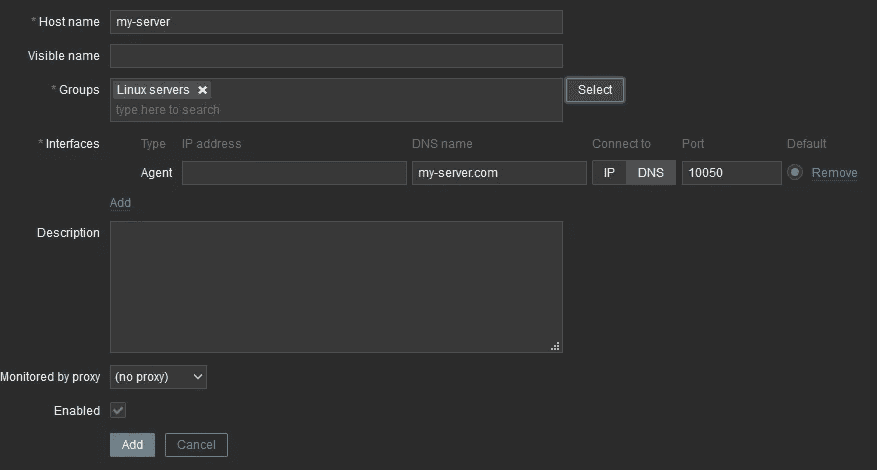 * Host name my-server
Visible name
* Groups Linux servers Select
type here to search
* Interfaces Type IP address DNS name Connect to Port Default
Agent my-server.com IP DNS 10050 Remove
Add
Description
Monitored by proxy (no proxy)
Enabled
Add Cancel